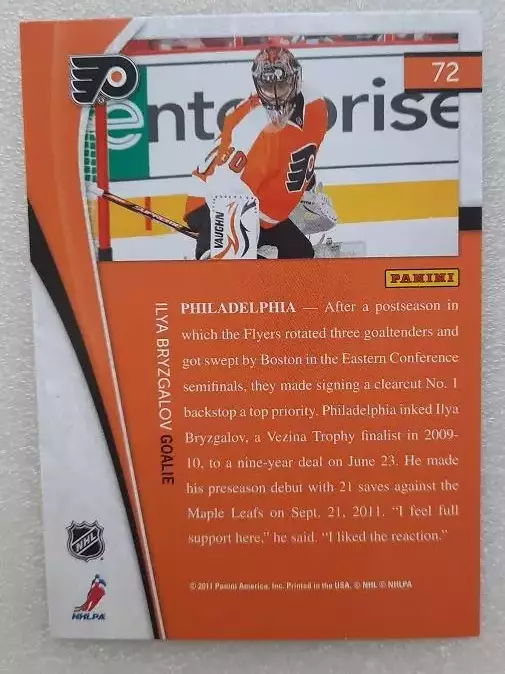 72
enterprise
SUPREME
VAUGHN
PANINI
ILYA BRYZGALOV GOALIE
PHILADELPHIA — After a postseason in
which the Flyers rotated three goaltenders and
got swept by Boston in the Eastern Conference
semifinals, they made signing a clearcut No. 1
backstop a top priority. Philadelphia inked Ilya
Bryzgalov, a Vezina Trophy finalist in 2009-
10, to a nine-year deal on June 23. He made
his preseason debut with 21 saves against the
Maple Leafs on Sept. 21, 2011. “I feel full
support here,” he said. “I liked the reaction.”
NHL
NHLPA
© 2011 Panini America, Inc. Printed in the USA. © NHL © NHLPA